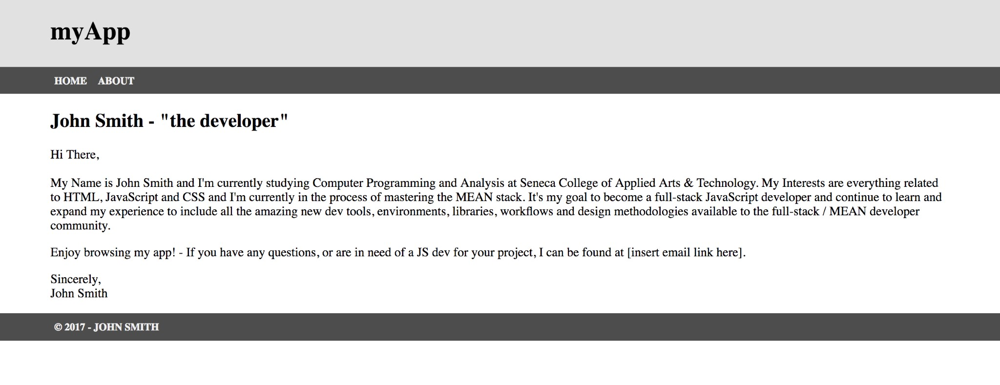 myApp
HOME ABOUT
John Smith - "the developer"
Hi There,
My Name is John Smith and I'm currently studying Computer Programming and Analysis at Seneca College of Applied Arts & Technology. My Interests are everything related
to HTML, JavaScript and CSS and I'm currently in the process of mastering the MEAN stack. It's my goal to become a full-stack JavaScript developer and continue to learn and
expand my experience to include all the amazing new dev tools, environments, libraries, workflows and design methodologies available to the full-stack / MEAN developer
community.
Enjoy browsing my app! - If you have any questions, or are in need of a JS dev for your project, I can be found at [insert email link here].
Sincerely,
John Smith
© 2017 - JOHN SMITH